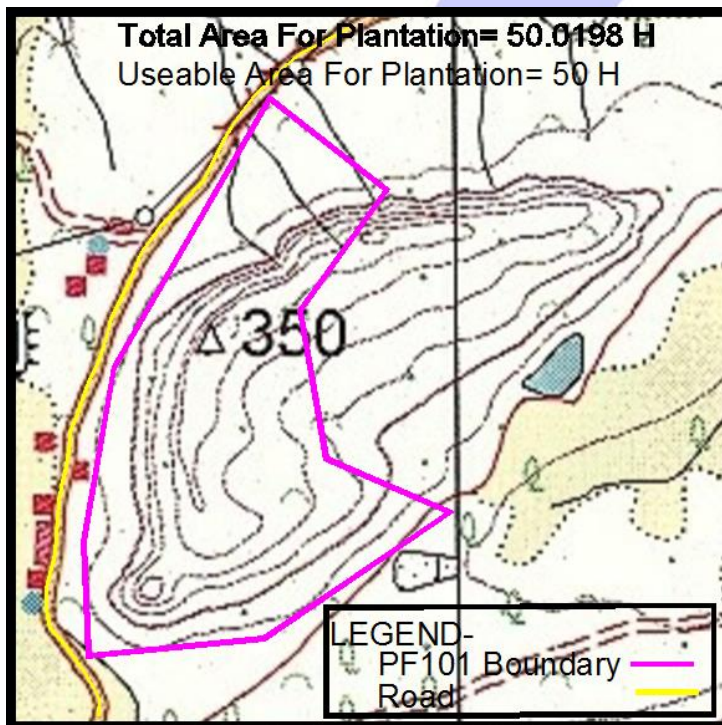 Total Area For Plantation= 50.0198 H
Useable Area For Plantation= 50 H
350
LEGEND-
PF101 Boundary
Road